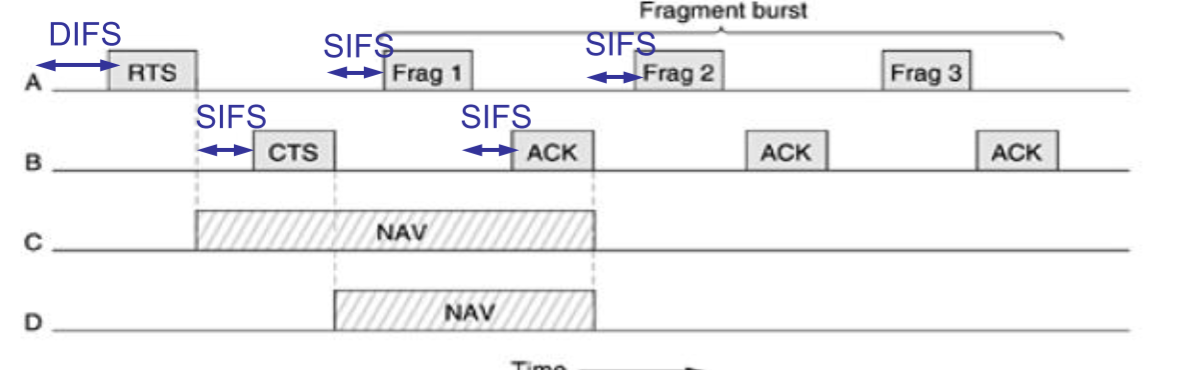 Fragment burst
DIFS SIFS SIFS
A RTS Frag 1 Frag 2 Frag 3
SIFS SIFS
B CTS ACK ACK ACK
C NAV
D NAV
Time